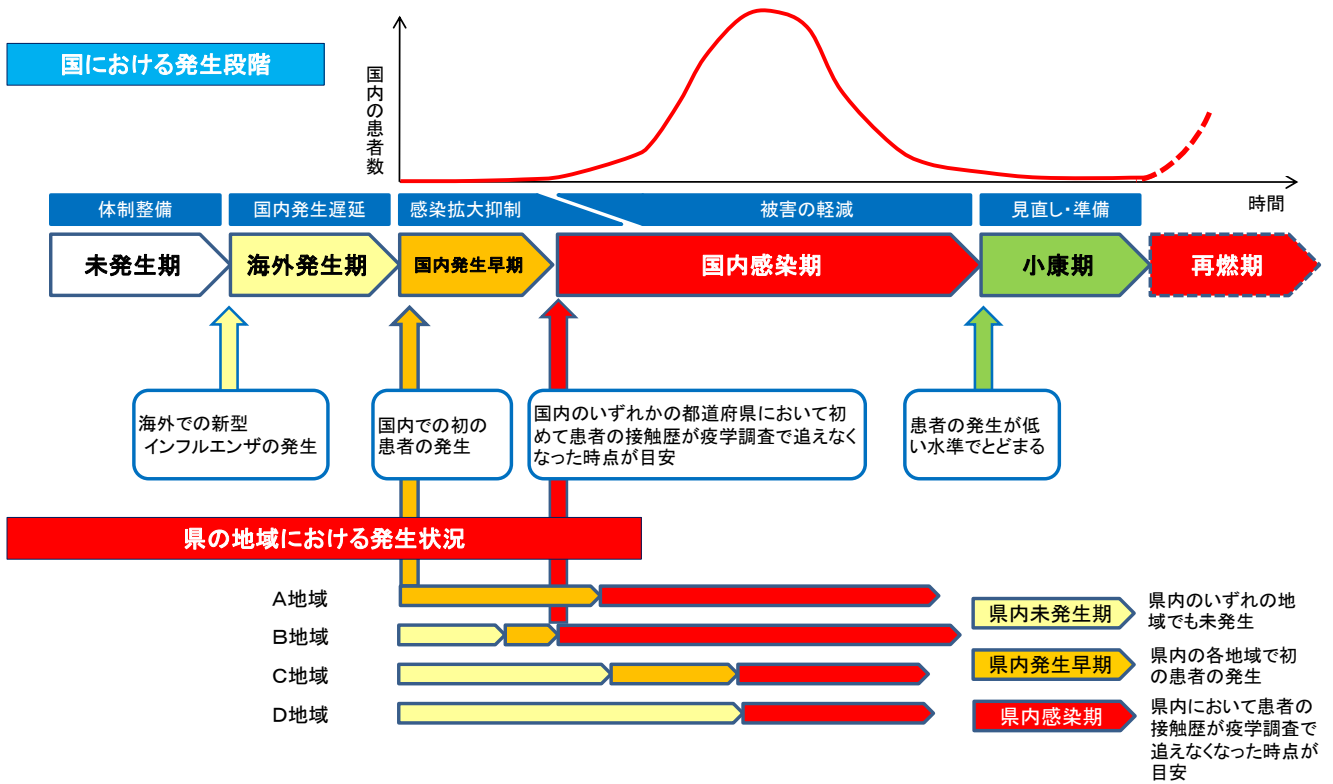 国における発生段階
国内の患者数
時間
体制整備
国内発生遅延
感染拡大抑制
被害の軽減
見直し・準備
未発生期
海外発生期
国内発生早期
国内感染期
小康期
再燃期
海外での新型
インフルエンザの発生
国内での初の
患者の発生
国内のいずれかの都道府県において初
めて患者の接触歴が疫学調査で追えなく
なった時点が目安
患者の発生が低
い水準でとどまる
県の地域における発生状況
A地域
B地域
C地域
D地域
県内未発生期
県内のいずれの地
域でも未発生
県内発生早期
県内の各地域で初
の患者の発生
県内感染期
県内において患者の
接触歴が疫学調査で
追えなくなった時点が
目安